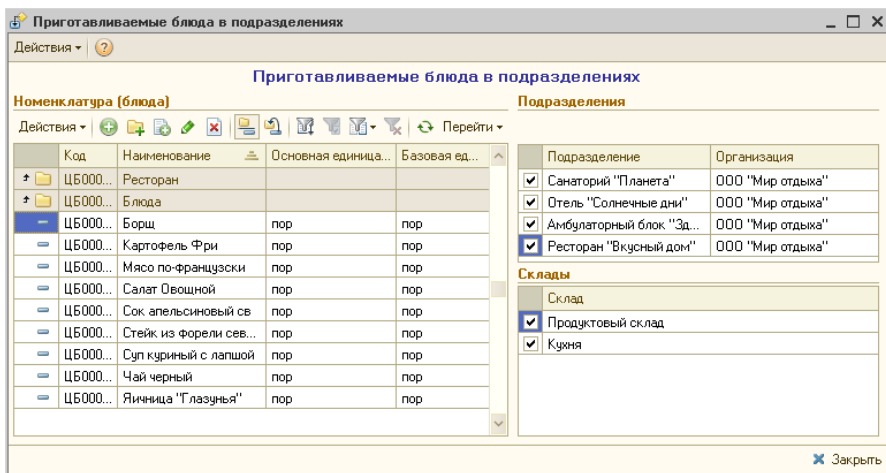 Приготавливаемые блюда в подразделениях
Действия
Приготавливаемые блюда в подразделениях
Номенклатура (блюда)
Действия Перейти
Код Наименование Основная единица... Базовая ед...
ЦБ000... Ресторан
ЦБ000... Блюда
ЦБ000... Борщ пор пор
ЦБ000... Картофель Фри пор пор
ЦБ000... Мясо по-французски пор пор
ЦБ000... Салат Овощной пор пор
ЦБ000... Сок апельсиновый св пор пор
ЦБ000... Стейк из форели сев... пор пор
ЦБ000... Суп куриный с лапшой пор пор
ЦБ000... Чай черный пор пор
ЦБ000... Яичница "Глазунья" пор пор
Подразделения
Подразделение Организация
Санаторий "Планета" ООО "Мир отдыха"
Отель "Солнечные дни" ООО "Мир отдыха"
Амбулаторный блок "Зд... ООО "Мир отдыха"
Ресторан "Вкусный дом" ООО "Мир отдыха"
Склады
Склад
Продуктовый склад
Кухня
Закрыть